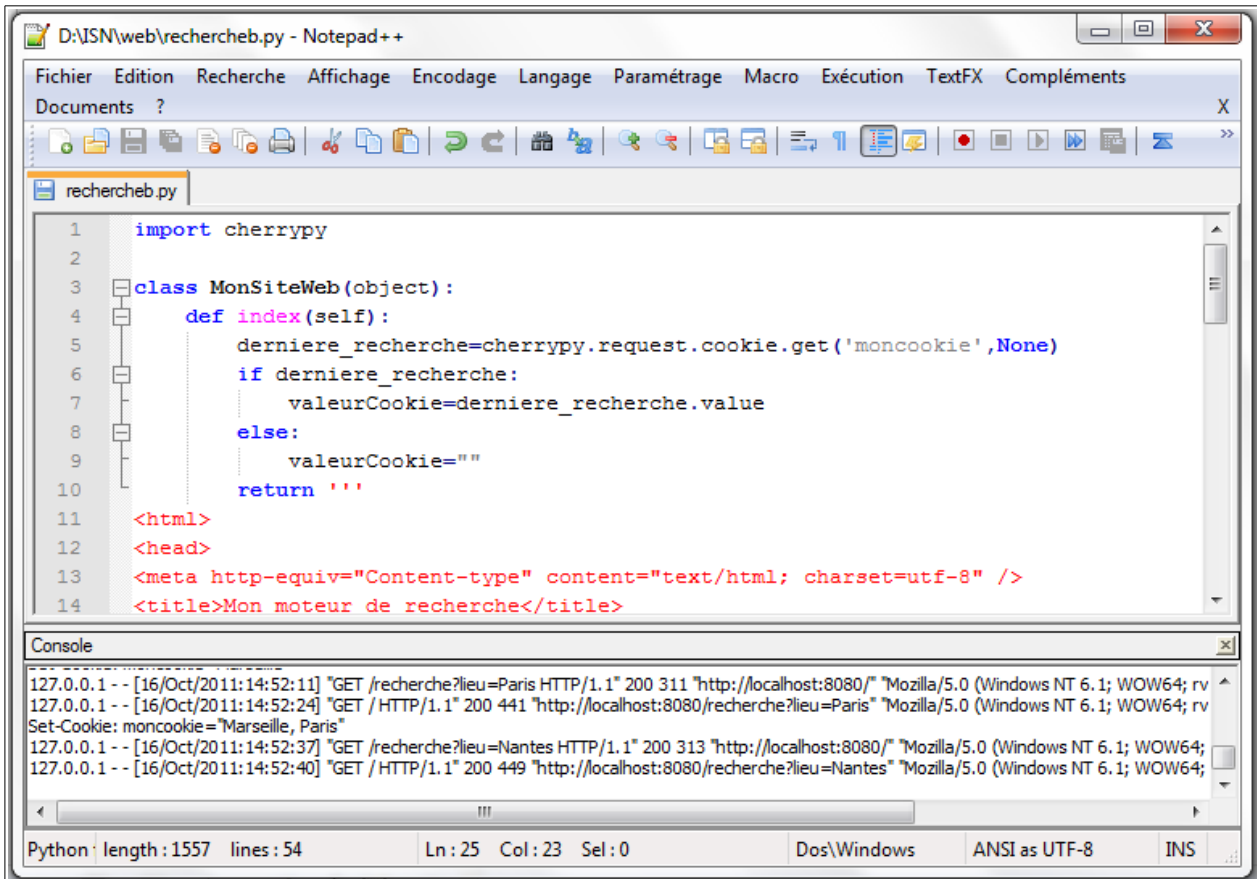 D:\ISN\web\rechercheb.py - Notepad++
Fichier Edition Recherche Affichage Encodage Langage Paramétrage Macro Exécution TextFX Compléments
Documents ? X
rechercheb.py
1 import cherrypy
2
3 class MonSiteWeb(object):
4 def index(self):
5 derniere_recherche=cherrypy.request.cookie.get('moncookie',None)
6 if derniere_recherche:
7 valeurCookie=derniere_recherche.value
8 else:
9 valeurCookie=""
10 return '''
11 <html>
12 <head>
13 <meta http-equiv="Content-type" content="text/html; charset=utf-8" />
14 <title>Mon moteur de recherche</title>
Console
127.0.0.1 - - [16/Oct/2011:14:52:11] "GET /recherche?lieu=Paris HTTP/1.1" 200 311 "http://localhost:8080/" "Mozilla/5.0 (Windows NT 6.1; WOW64; rv
127.0.0.1 - - [16/Oct/2011:14:52:24] "GET / HTTP/1.1" 200 441 "http://localhost:8080/recherche?lieu=Paris" "Mozilla/5.0 (Windows NT 6.1; WOW64; rv
Set-Cookie: moncookie="Marseille, Paris"
127.0.0.1 - - [16/Oct/2011:14:52:37] "GET /recherche?lieu=Nantes HTTP/1.1" 200 313 "http://localhost:8080/" "Mozilla/5.0 (Windows NT 6.1; WOW64;
127.0.0.1 - - [16/Oct/2011:14:52:40] "GET / HTTP/1.1" 200 449 "http://localhost:8080/recherche?lieu=Nantes" "Mozilla/5.0 (Windows NT 6.1; WOW64;
Python length : 1557 lines : 54 Ln : 25 Col : 23 Sel : 0 Dos\Windows ANSI as UTF-8 INS